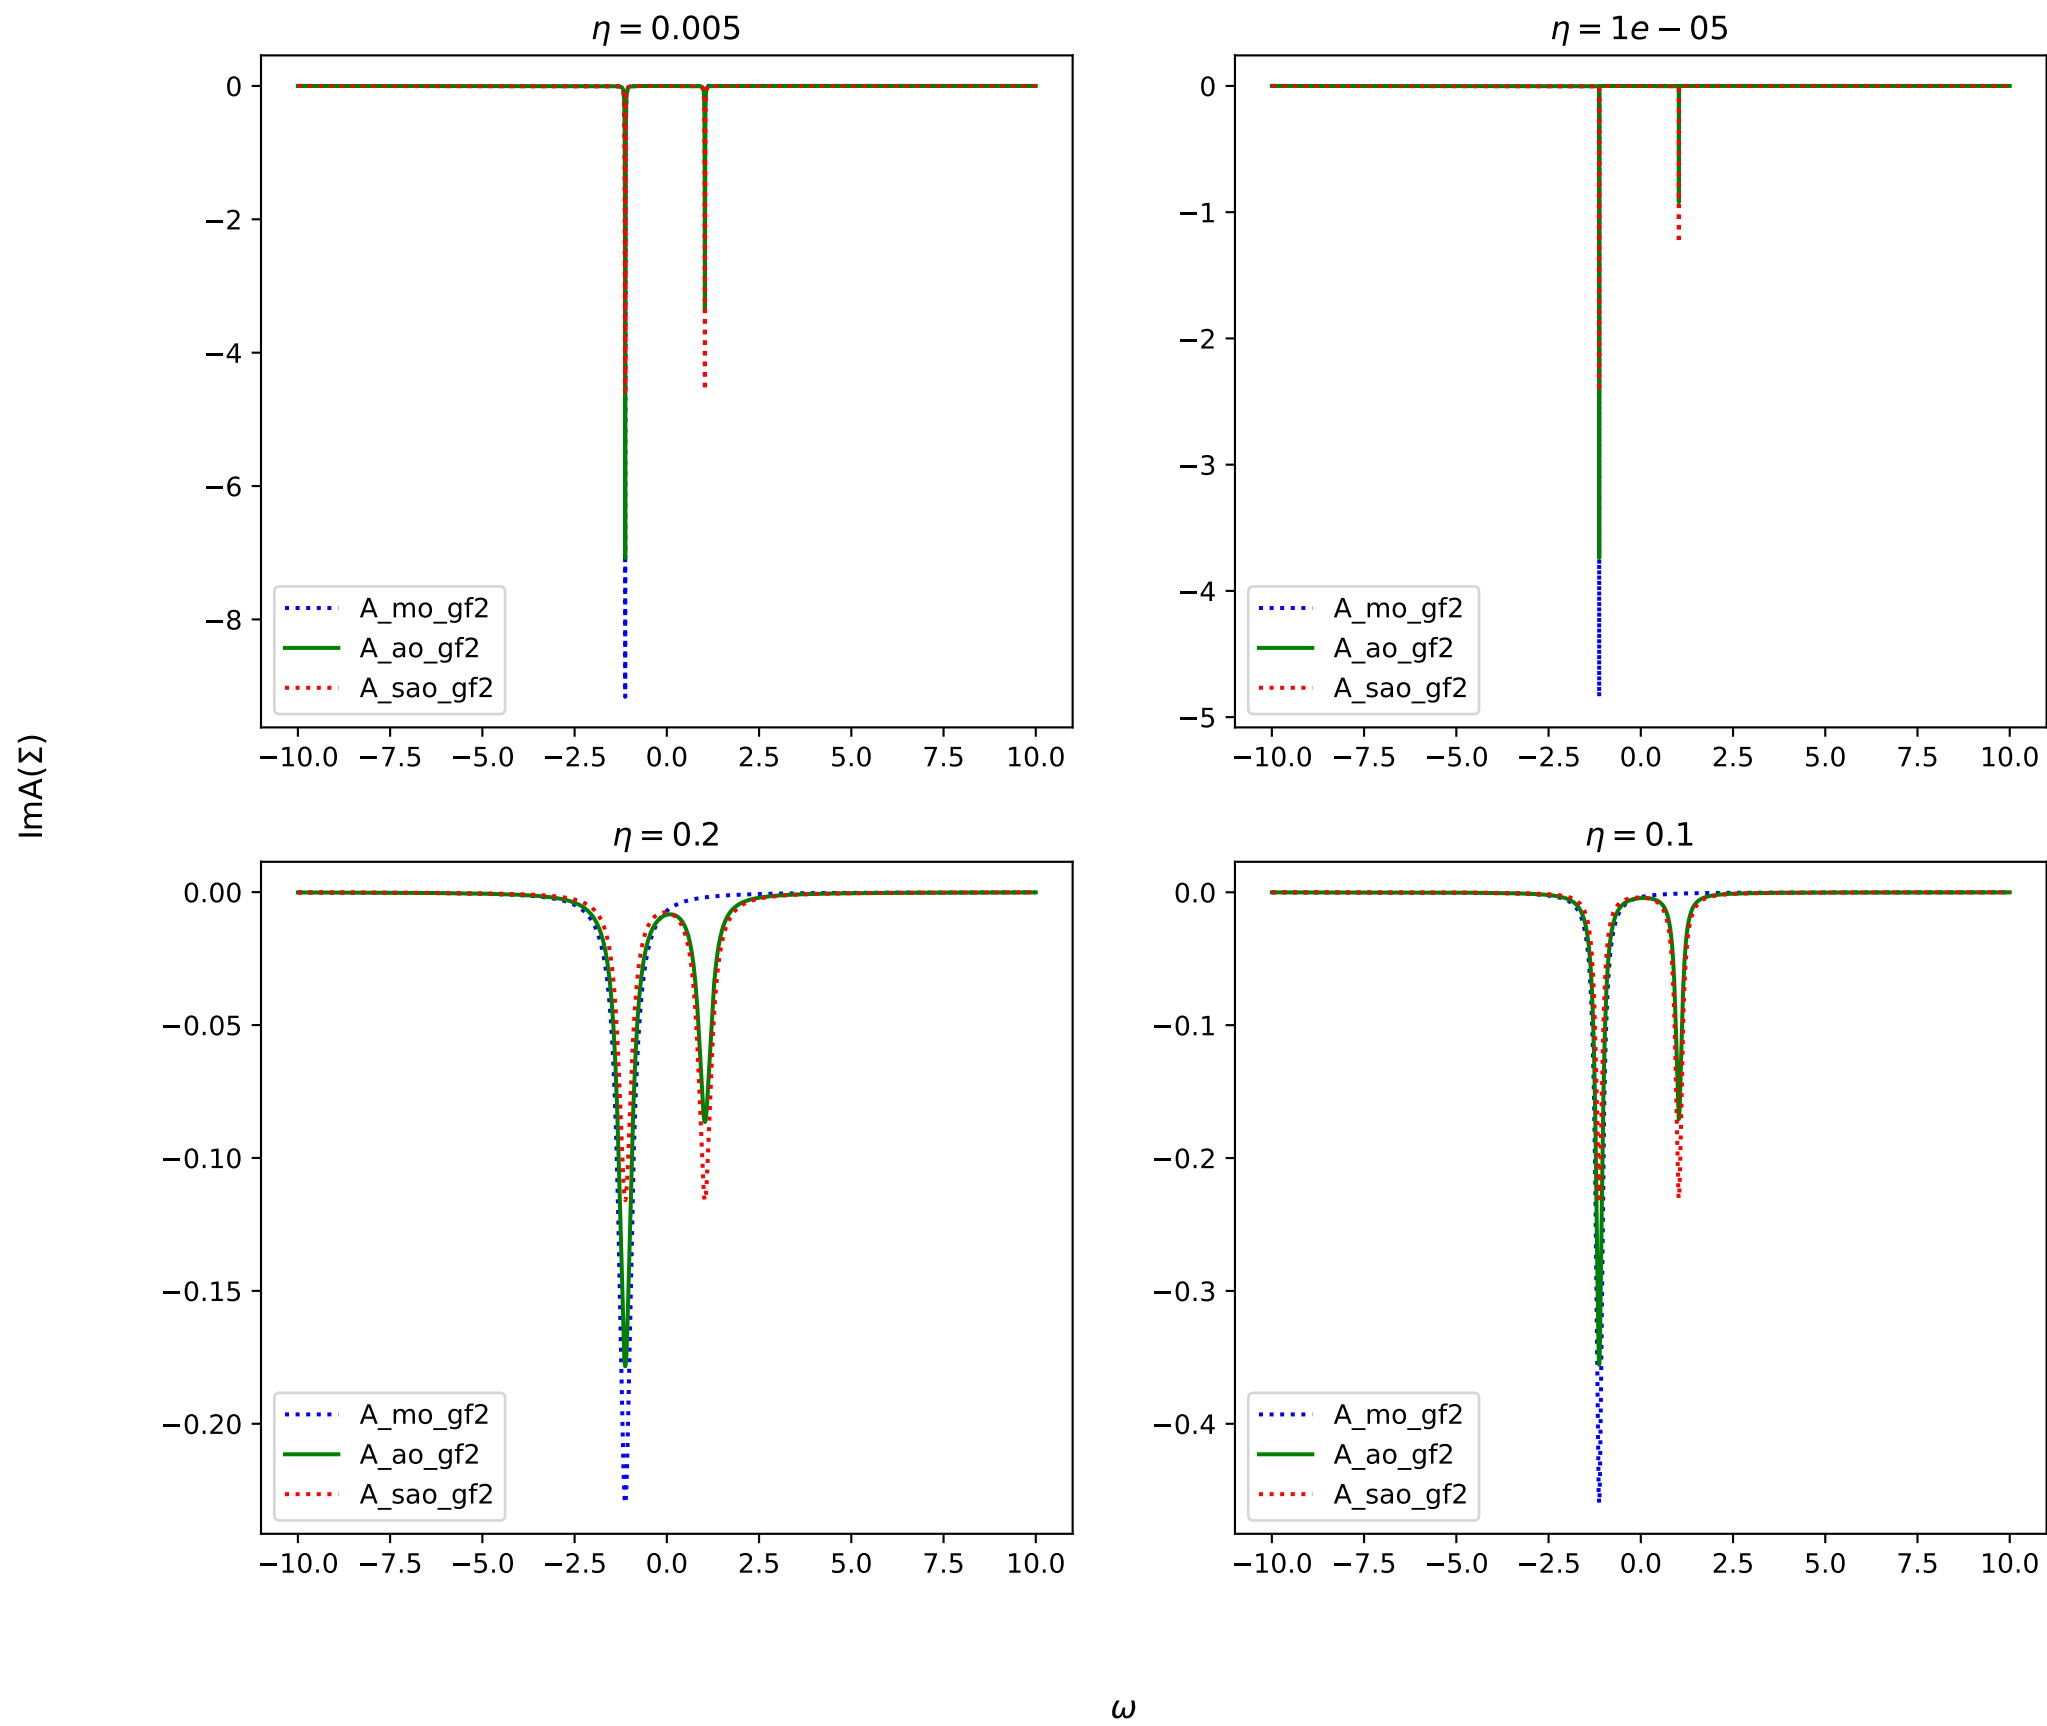 η = 0.005
0
−2
−4
−6
−8
A_mo_gf2
A_ao_gf2
A_sao_gf2
−10.0 −7.5 −5.0 −2.5 0.0 2.5 5.0 7.5 10.0
η = 1e − 05
0
−1
−2
−3
−4
−5
A_mo_gf2
A_ao_gf2
A_sao_gf2
−10.0 −7.5 −5.0 −2.5 0.0 2.5 5.0 7.5 10.0
ImA(Σ)
η = 0.2
0.00
−0.05
−0.10
−0.15
−0.20
A_mo_gf2
A_ao_gf2
A_sao_gf2
−10.0 −7.5 −5.0 −2.5 0.0 2.5 5.0 7.5 10.0
η = 0.1
0.0
−0.1
−0.2
−0.3
−0.4
A_mo_gf2
A_ao_gf2
A_sao_gf2
−10.0 −7.5 −5.0 −2.5 0.0 2.5 5.0 7.5 10.0
ω